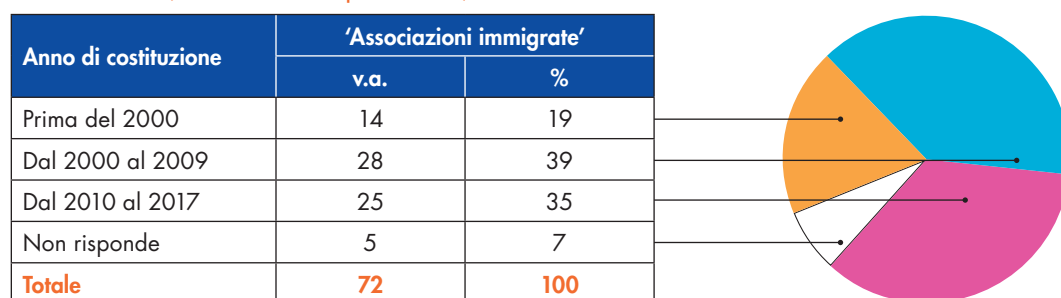 Anno di costituzione 'Associazioni immigrate'
v.a. %
Prima del 2000 14 19
Dal 2000 al 2009 28 39
Dal 2010 al 2017 25 35
Non risponde 5 7
Totale 72 100